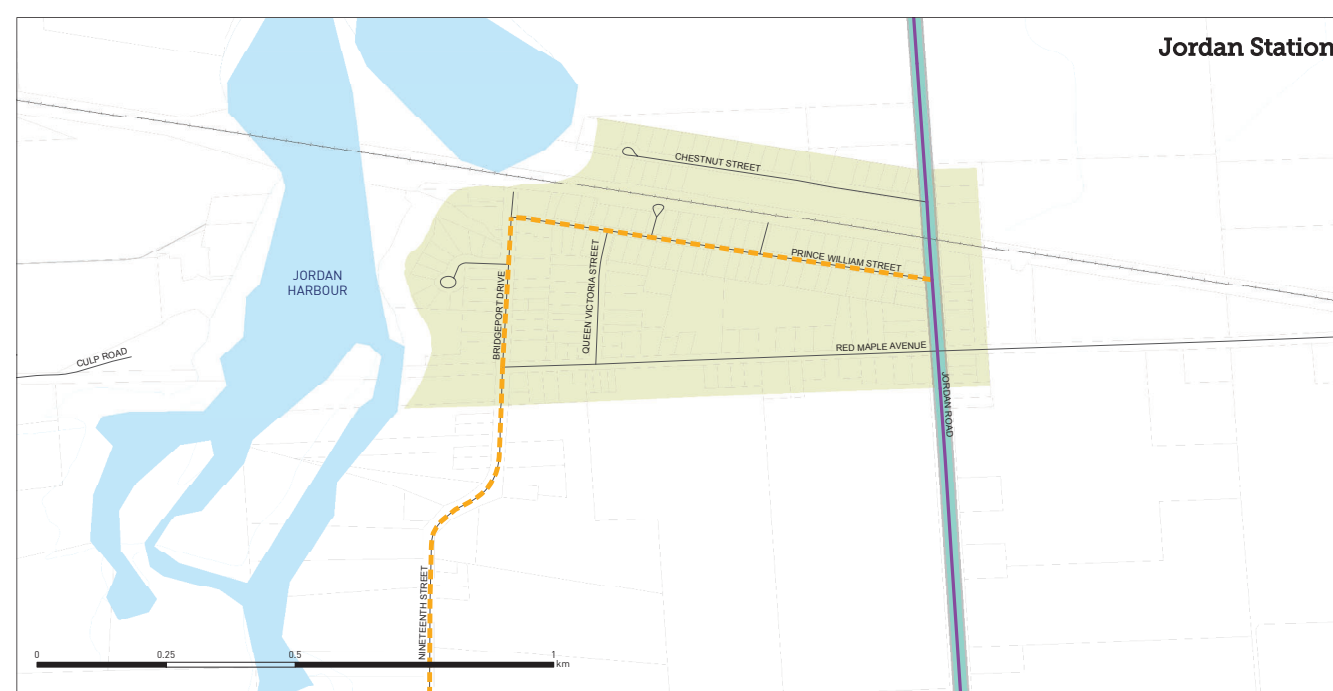 Jordan Station
CHESTNUT STREET
PRINCE WILLIAM STREET
QUEEN VICTORIA STREET
BRIDGEPORT DRIVE
JORDAN
HARBOUR
RED MAPLE AVENUE
CULP ROAD
JORDAN ROAD
NINETEENTH STREET
0 0.25 0.5 1
km